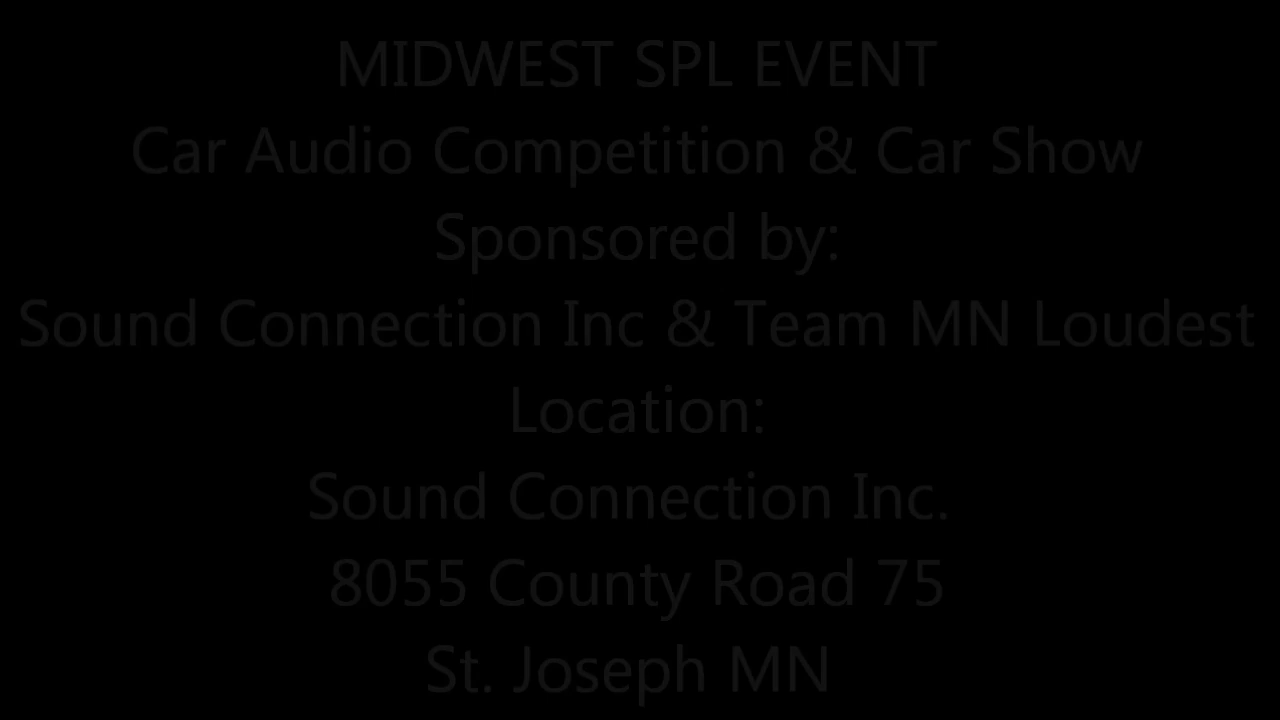 MIDWEST SPL EVENT
Car Audio Competition & Car Show
Sponsored by:
Sound Connection Inc & Team MN Loudest
Location:
Sound Connection Inc.
8055 County Road 75
St. Joseph MN